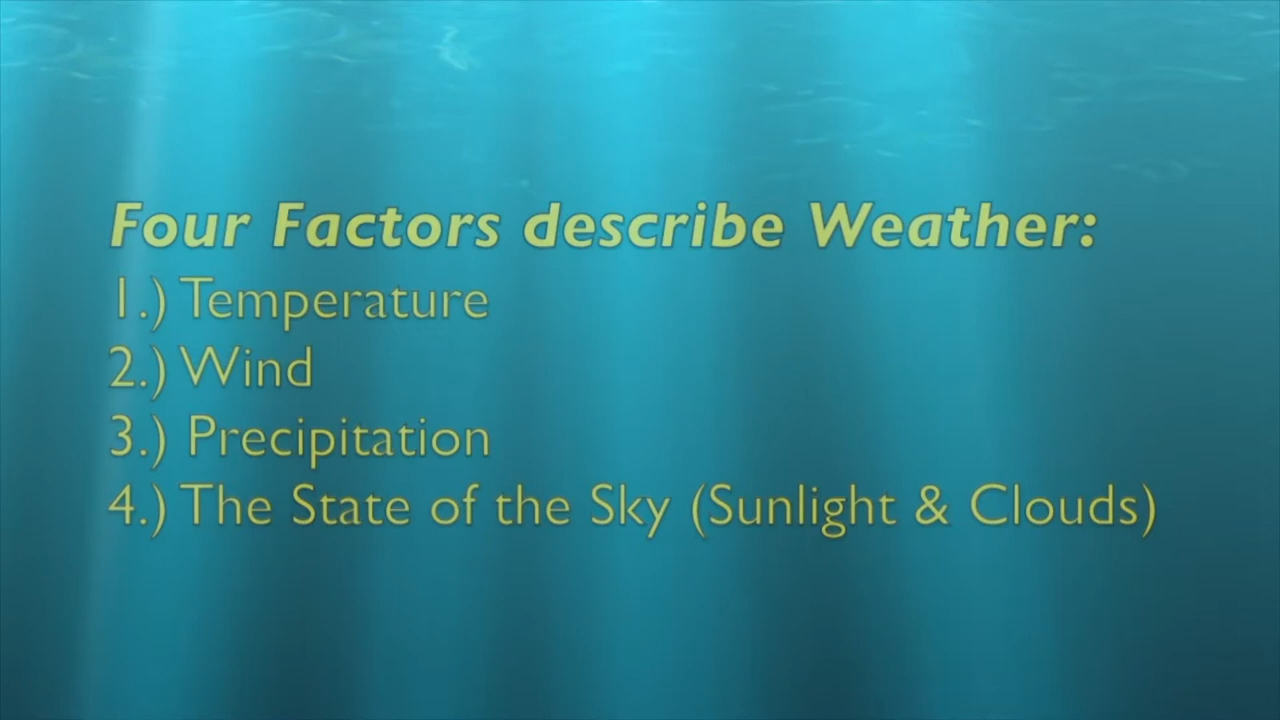 Four Factors describe Weather:
1.) Temperature
2.) Wind
3.) Precipitation
4.) The State of the Sky (Sunlight & Clouds)